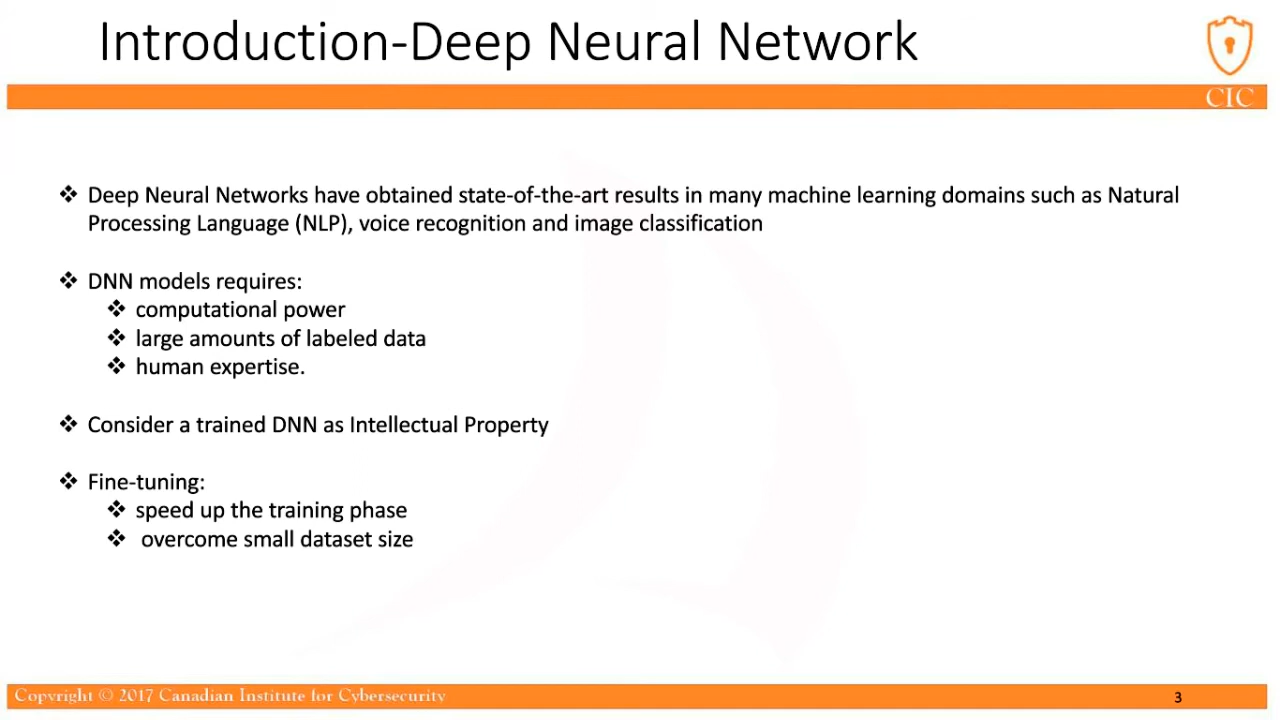 Introduction-Deep Neural Network
CIC
❖ Deep Neural Networks have obtained state-of-the-art results in many machine learning domains such as Natural
Processing Language (NLP), voice recognition and image classification
❖ DNN models requires:
❖ computational power
❖ large amounts of labeled data
❖ human expertise.
❖ Consider a trained DNN as Intellectual Property
❖ Fine-tuning:
❖ speed up the training phase
❖ overcome small dataset size
Copyright © 2017 Canadian Institute for Cybersecurity
3